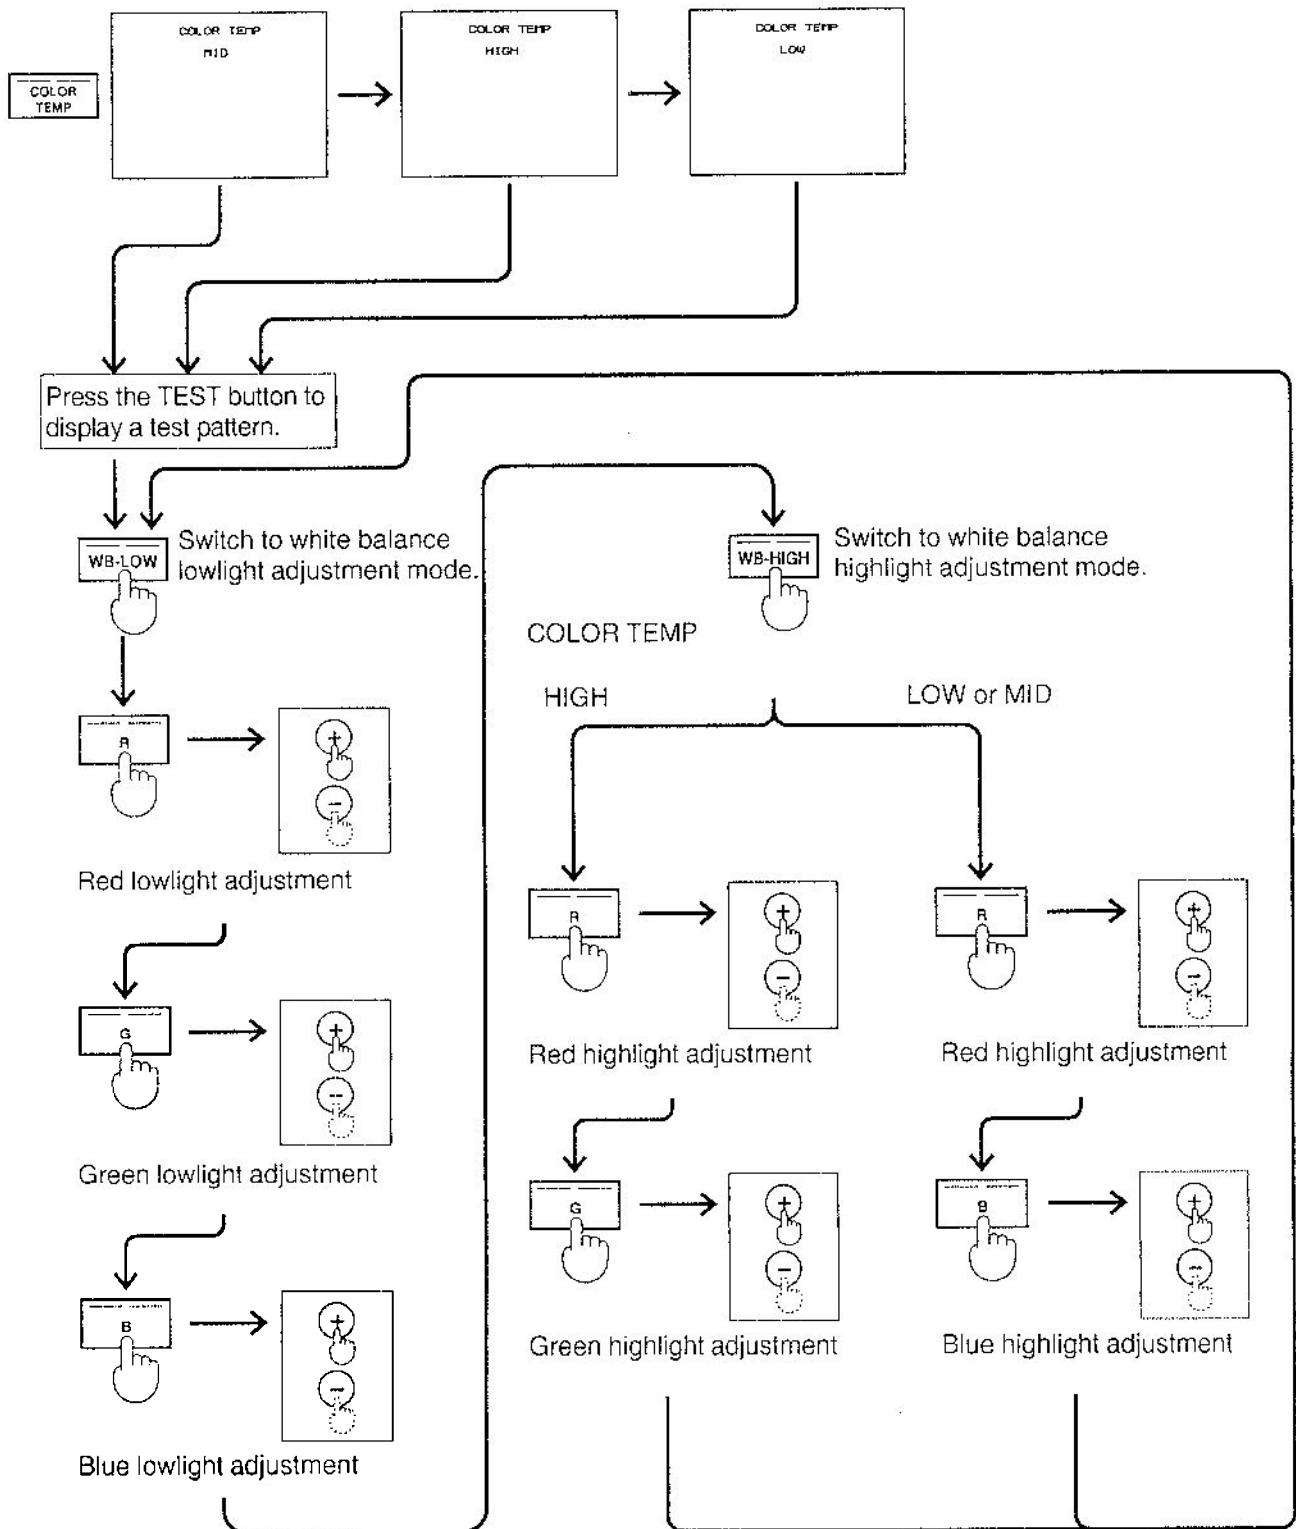 COLOR TEMP
MID
COLOR TEMP
HIGH
COLOR TEMP
LOW
COLOR
TEMP
Press the TEST button to
display a test pattern.
WB-LOW
Switch to white balance
lowlight adjustment mode.
WB-HIGH
Switch to white balance
highlight adjustment mode.
COLOR TEMP
HIGH
LOW or MID
R
+
-
Red lowlight adjustment
R
+
-
R
+
-
G
+
-
Red highlight adjustment
Red highlight adjustment
Green lowlight adjustment
G
+
-
B
+
-
B
+
-
Green highlight adjustment
Blue highlight adjustment
Blue lowlight adjustment